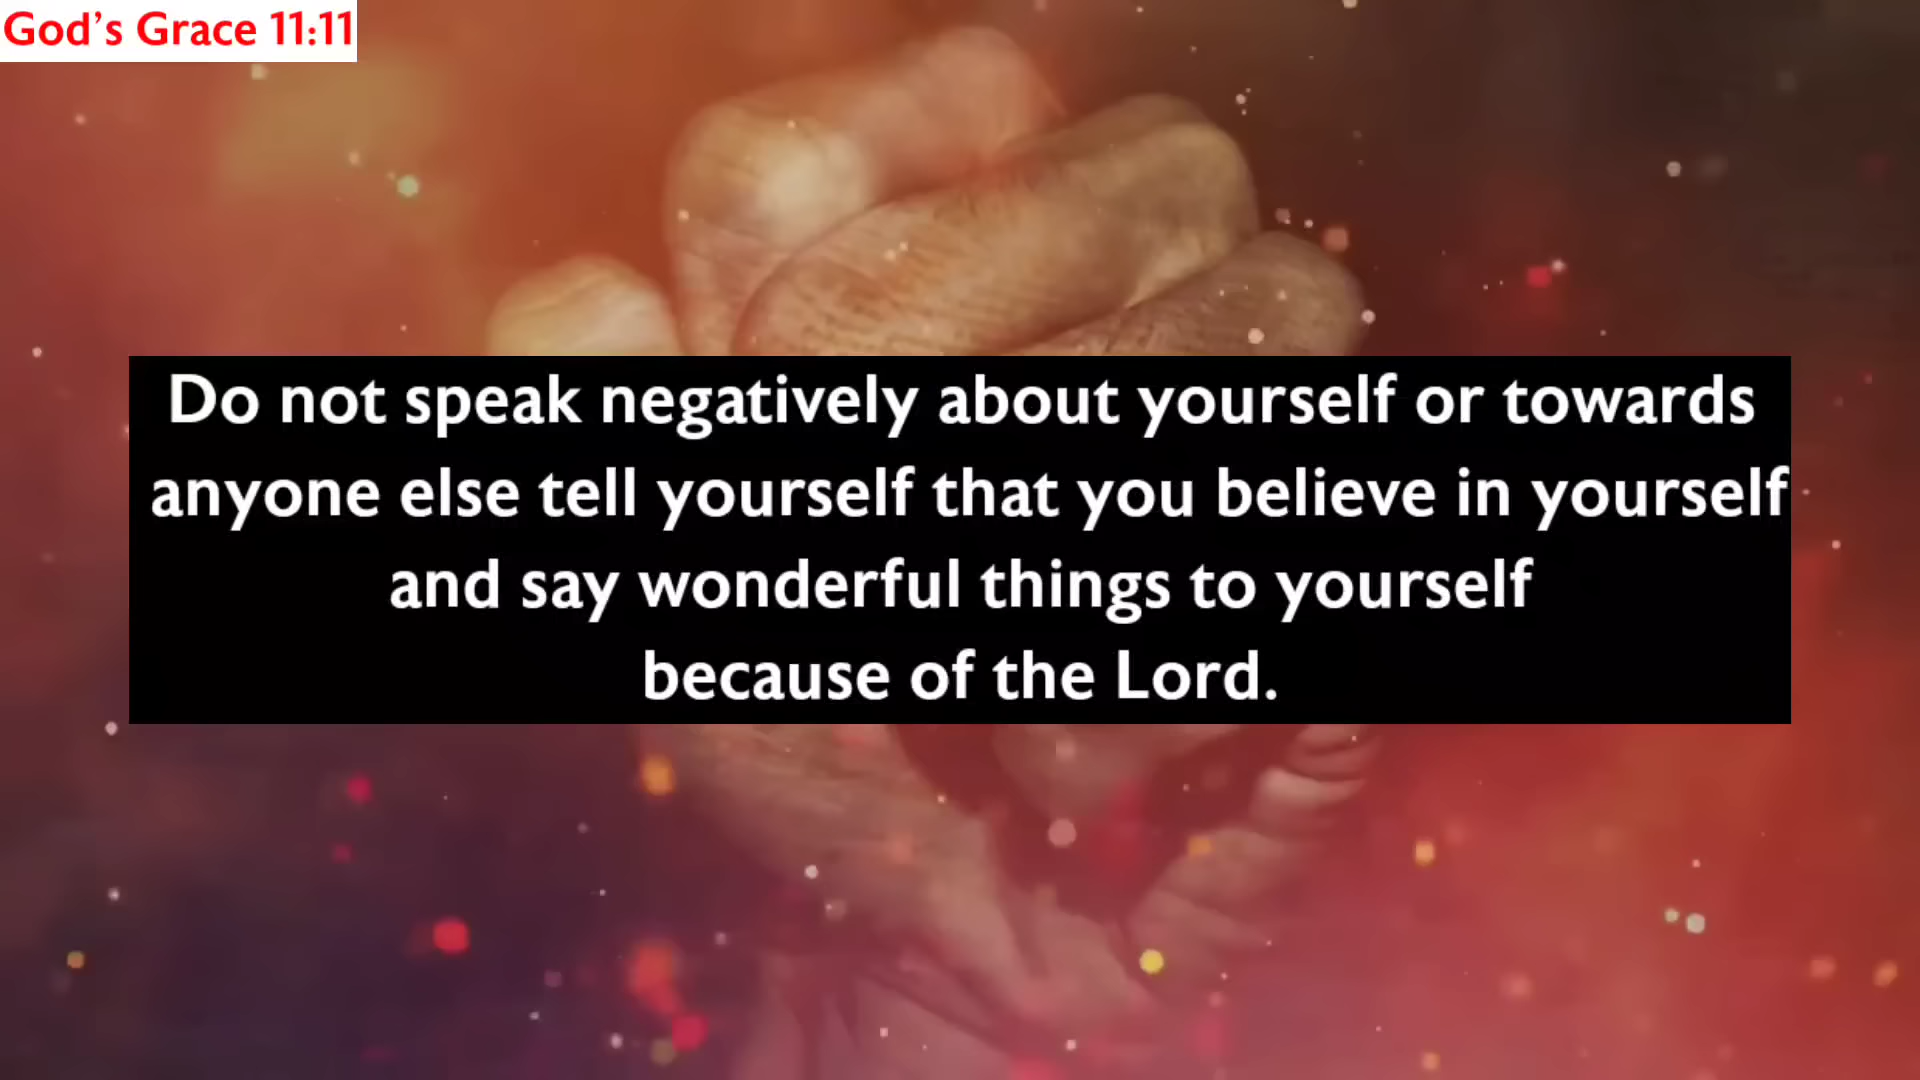 God's Grace 11:11
Do not speak negatively about yourself or towards
anyone else tell yourself that you believe in yourself
and say wonderful things to yourself
because of the Lord.